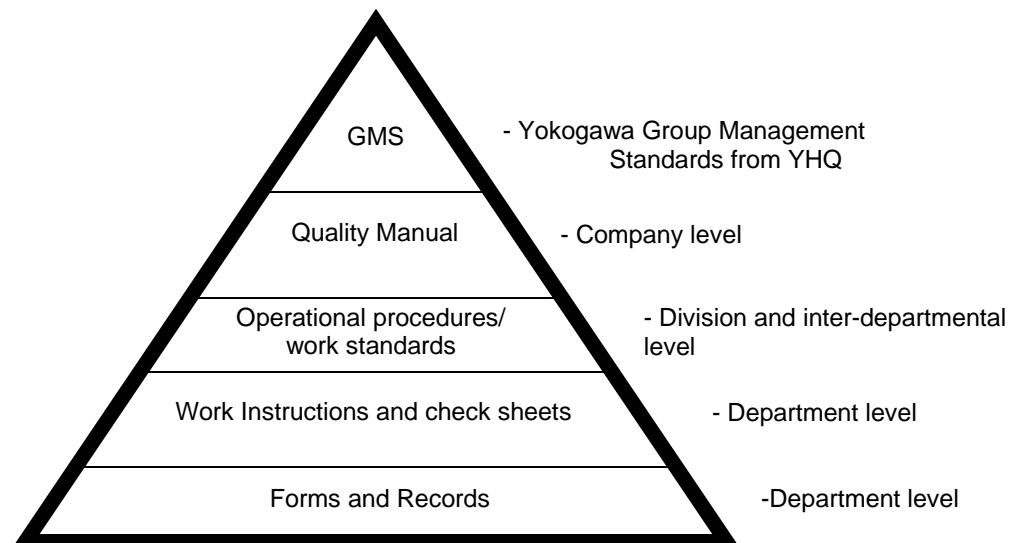 GMS
- Yokogawa Group Management
Standards from YHQ
Quality Manual
- Company level
Operational procedures/
work standards
- Division and inter-departmental
level
Work Instructions and check sheets
- Department level
Forms and Records
-Department level